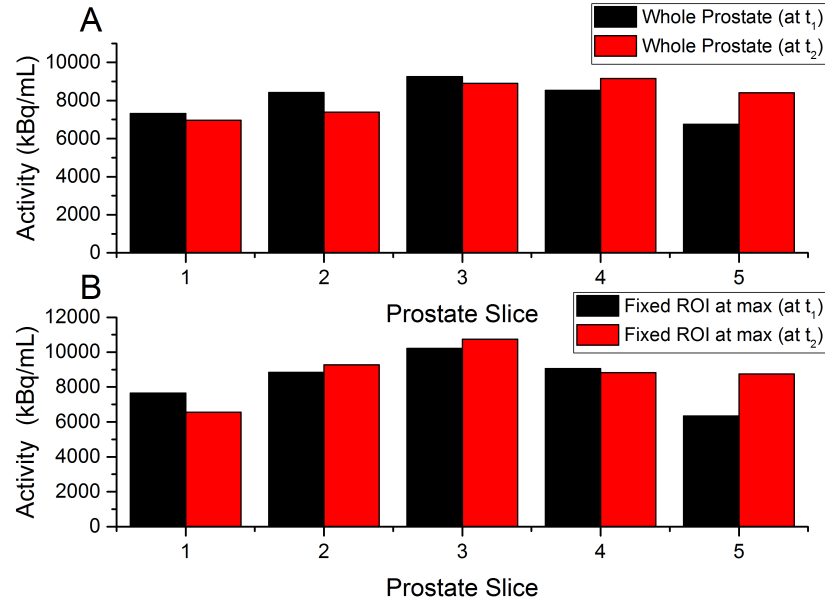 A
Whole Prostate (at t1)
Whole Prostate (at t2)
Activity (kBq/mL)
10000
8000
6000
4000
2000
0
1 2 3 4 5
Prostate Slice
B
Fixed ROI at max (at t1)
Fixed ROI at max (at t2)
Activity (kBq/mL)
12000
10000
8000
6000
4000
2000
0
1 2 3 4 5
Prostate Slice